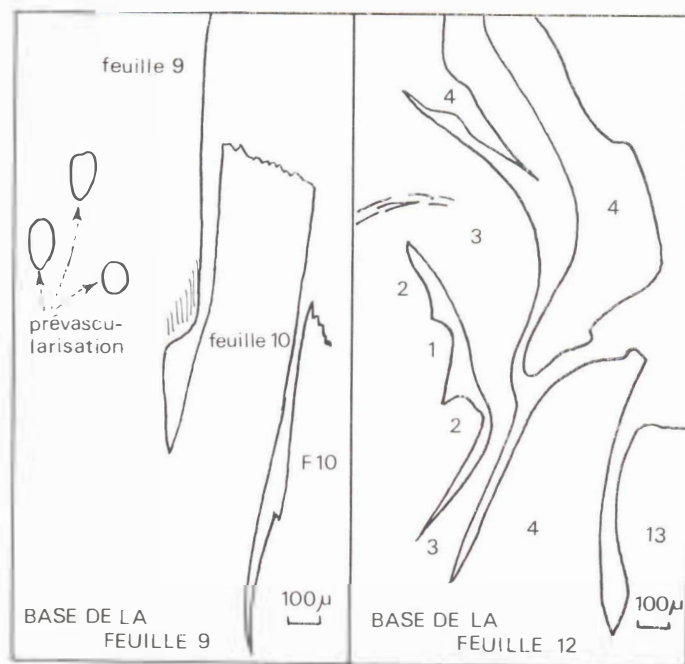 feuille 9
prévascu-
larisation
feuille 10
F 10
100µ
BASE DE LA
FEUILLE 9
4
3
4
2
1
2
3
4
13
100µ
BASE DE LA
FEUILLE 12